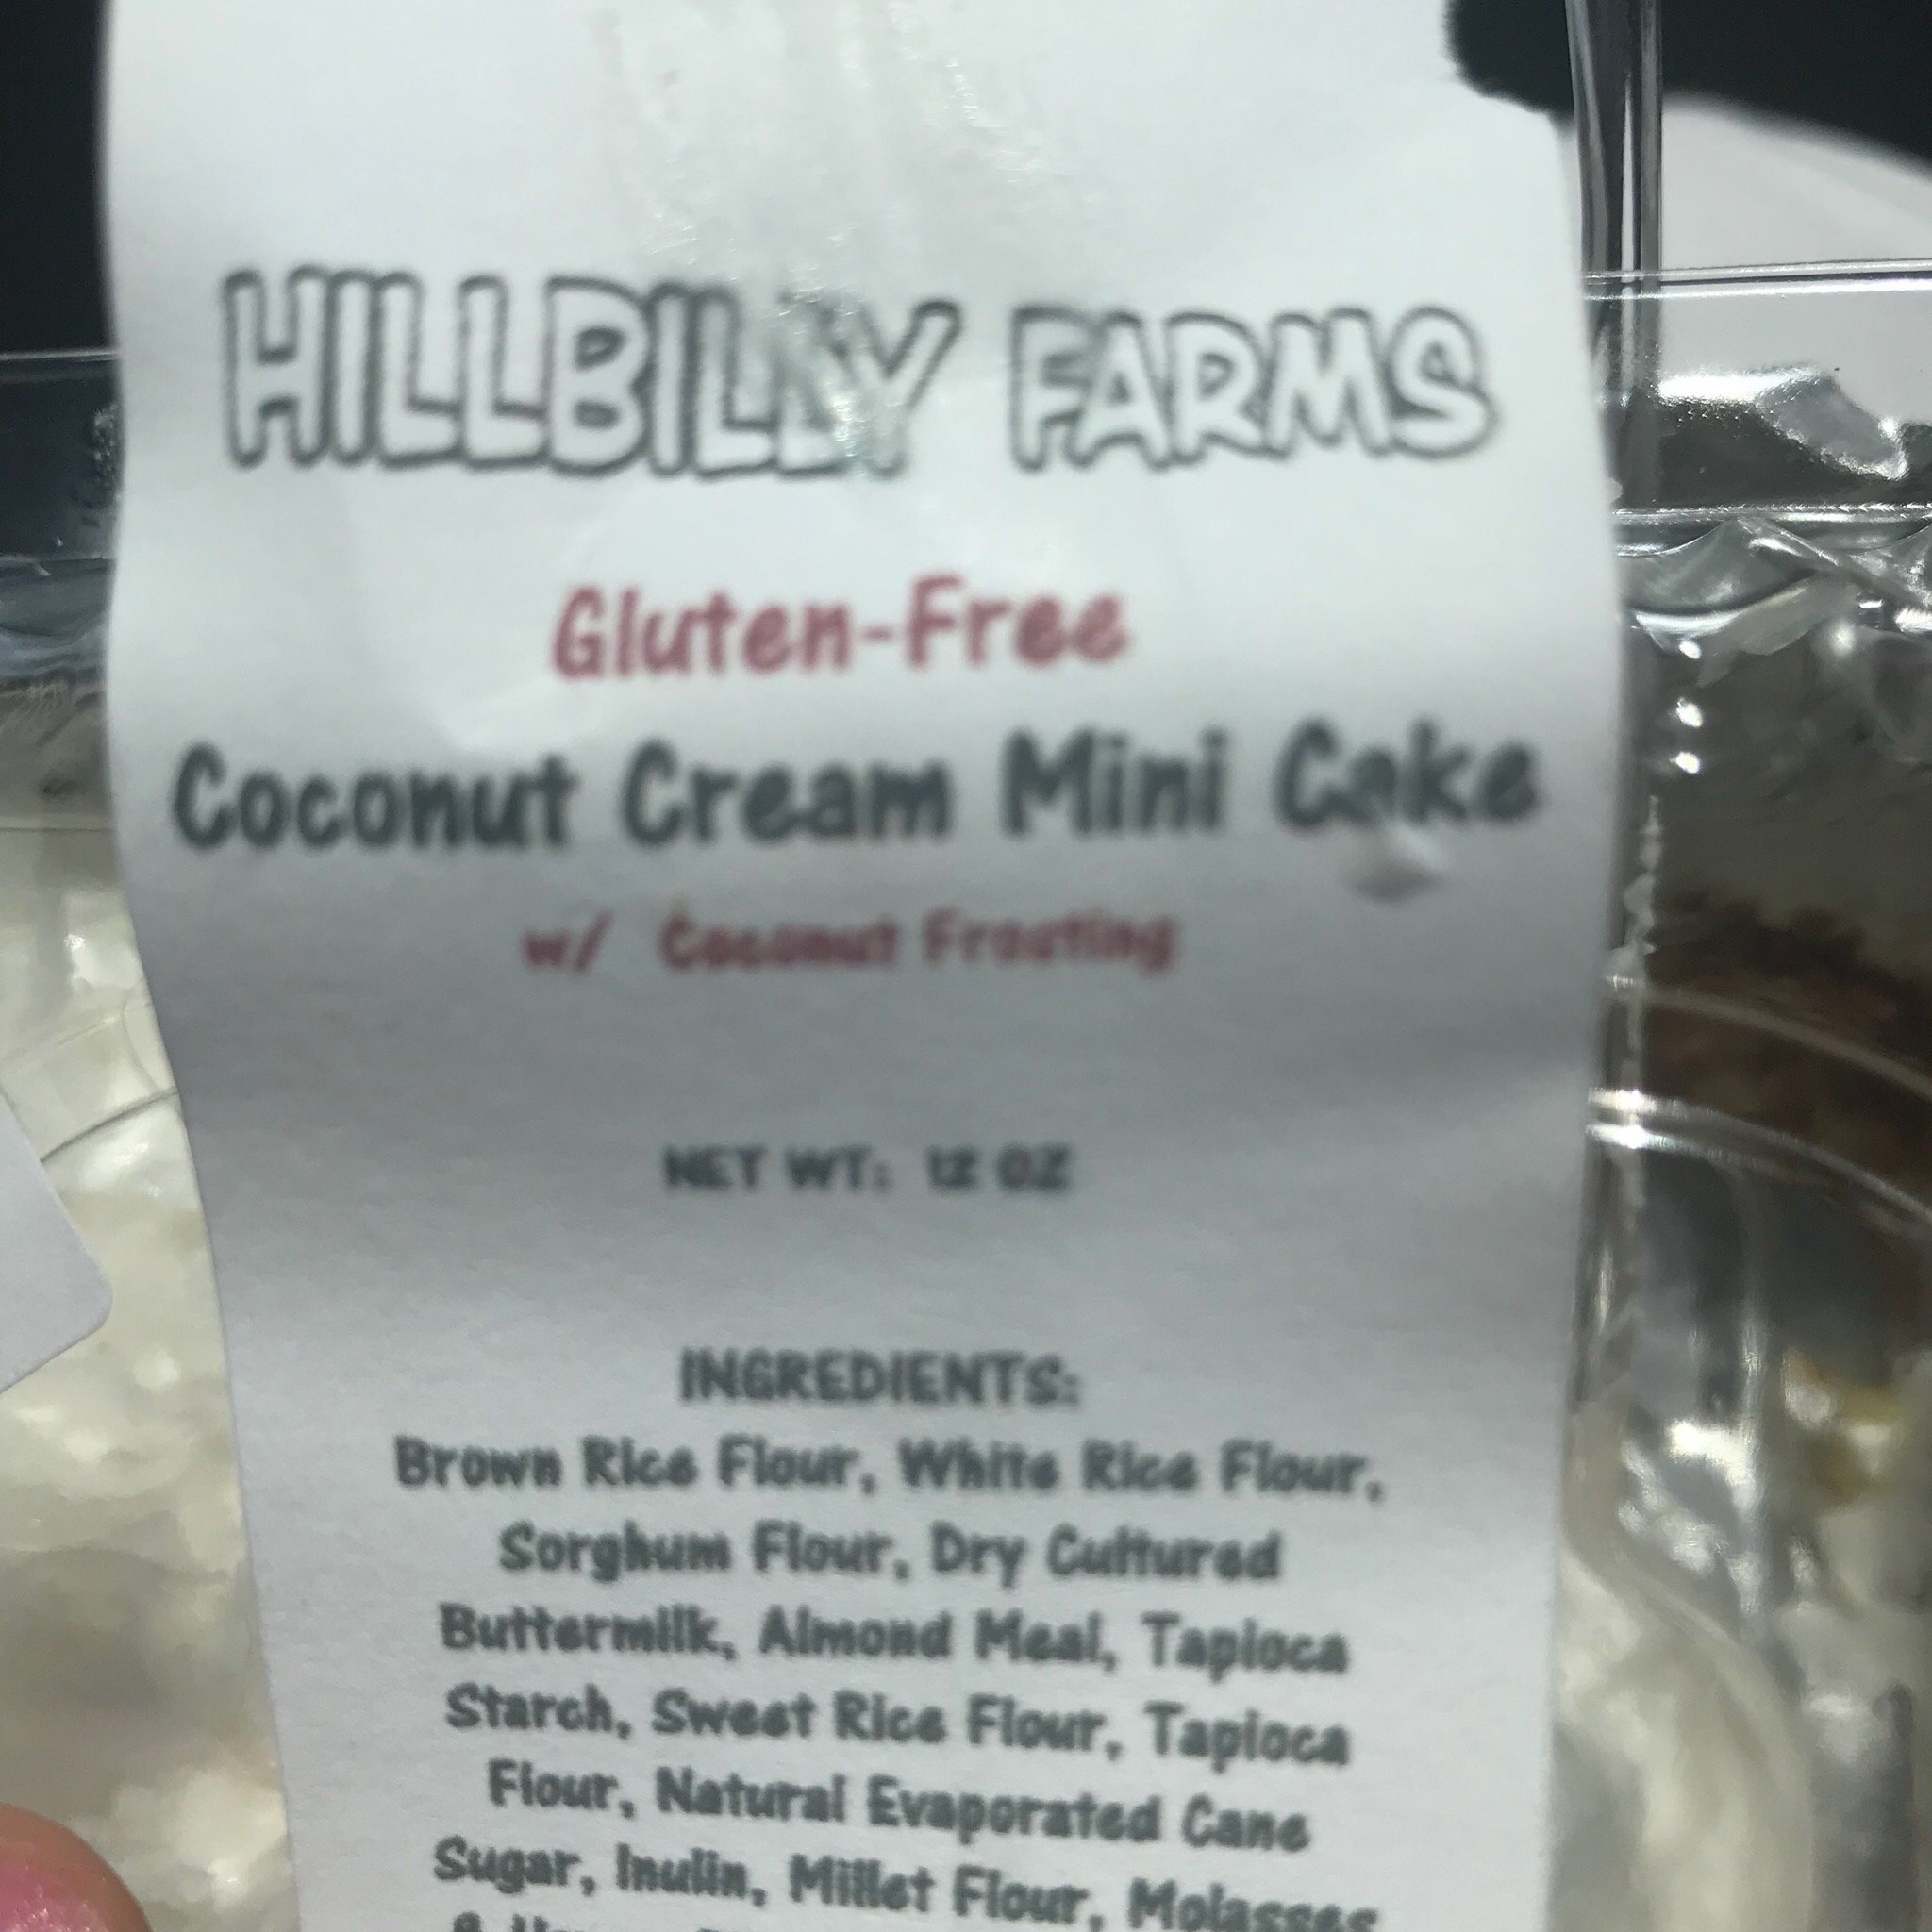 HILLBILLY FARMS
Gluten-Free
Coconut Cream Mini Cake
w/ Coconut Frosting
NET WT: 12 OZ
INGREDIENTS:
Brown Rice Flour, White Rice Flour,
Sorghum Flour, Dry Cultured
Buttermilk, Almond Meal, Tapioca
Starch, Sweet Rice Flour, Tapioca
Flour, Natural Evaporated Cane
Sugar, Inulin, Millet Flour, Molasses